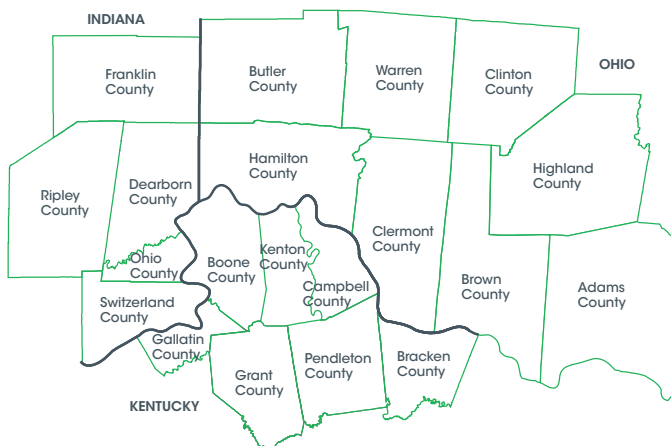 INDIANA
OHIO
Franklin
County
Butler
County
Warren
County
Clinton
County
Hamilton
County
Highland
County
Ripley
County
Dearborn
County
Clermont
County
Ohio
County
Boone
County
Kenton
County
Campbell
County
Brown
County
Adams
County
Switzerland
County
Gallatin
County
Grant
County
Pendleton
County
Bracken
County
KENTUCKY